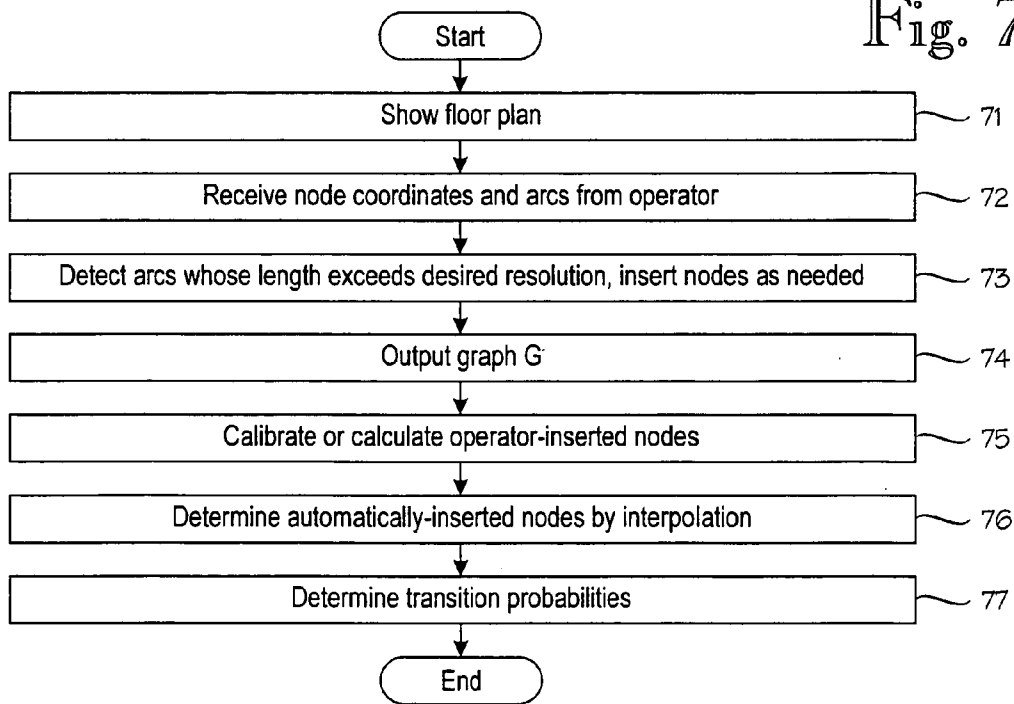 Fig. 7
Start
Show floor plan
71
Receive node coordinates and arcs from operator
72
Detect arcs whose length exceeds desired resolution, insert nodes as needed
73
Output graph G
74
Calibrate or calculate operator-inserted nodes
75
Determine automatically-inserted nodes by interpolation
76
Determine transition probabilities
77
End